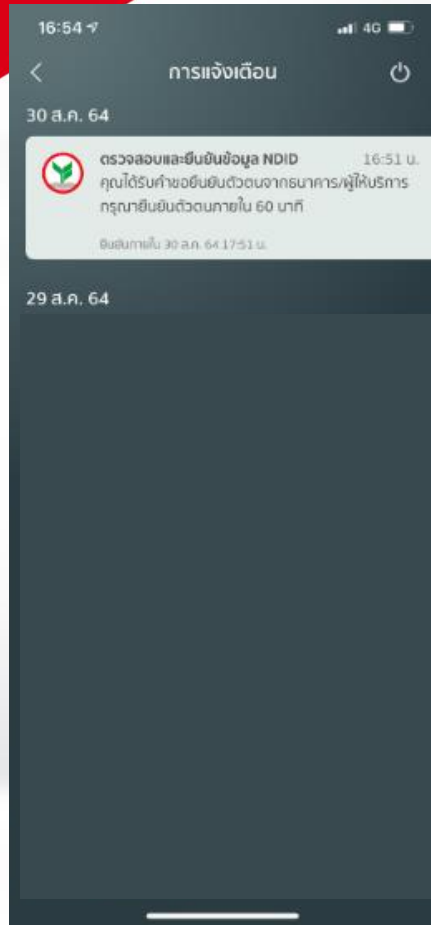 16:54
4G
การแจ้งเตือน
30 ส.ค. 64
ตรวจสอบและยืนยันข้อมูล NDID 16:51 น.
คุณได้รับคำขอยืนยันตัวตนจากธนาคาร/ผู้ให้บริการ
กรุณายืนยันตัวตนภายใน 60 นาที
ยืนยันภายใน 30 ส.ค. 64 17:51 น.
29 ส.ค. 64